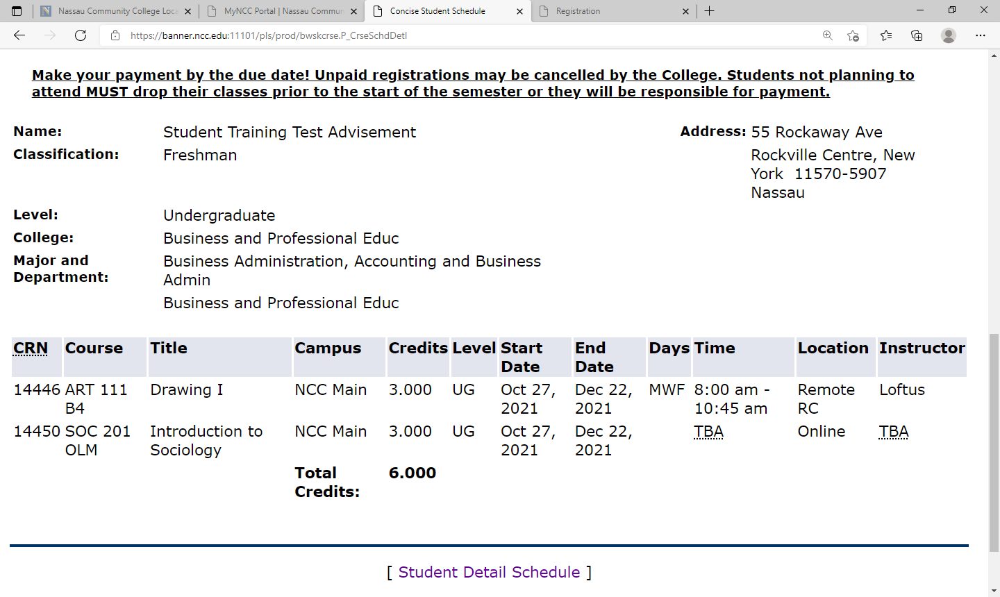 Nassau Community College Loca
MyNCC Portal | Nassau Commun
Concise Student Schedule
Registration
https://banner.ncc.edu:11101/pls/prod/bwskcrse.P_CrseSchdDetl
Make your payment by the due date! Unpaid registrations may be cancelled by the College. Students not planning to
attend MUST drop their classes prior to the start of the semester or they will be responsible for payment.
Name: Student Training Test Advisement Address: 55 Rockaway Ave
Classification: Freshman Rockville Centre, New
York 11570-5907
Nassau
Level: Undergraduate
College: Business and Professional Educ
Major and Business Administration, Accounting and Business
Department: Admin
Business and Professional Educ
CRN Course Title Campus Credits Level Start End Days Time Location Instructor
Date Date
14446 ART 111 Drawing I NCC Main 3.000 UG Oct 27, Dec 22, MWF 8:00 am - Remote Loftus
B4 2021 2021 10:45 am RC
14450 SOC 201 Introduction to NCC Main 3.000 UG Oct 27, Dec 22, TBA Online TBA
OLM Sociology 2021 2021
Total 6.000
Credits:
[ Student Detail Schedule ]